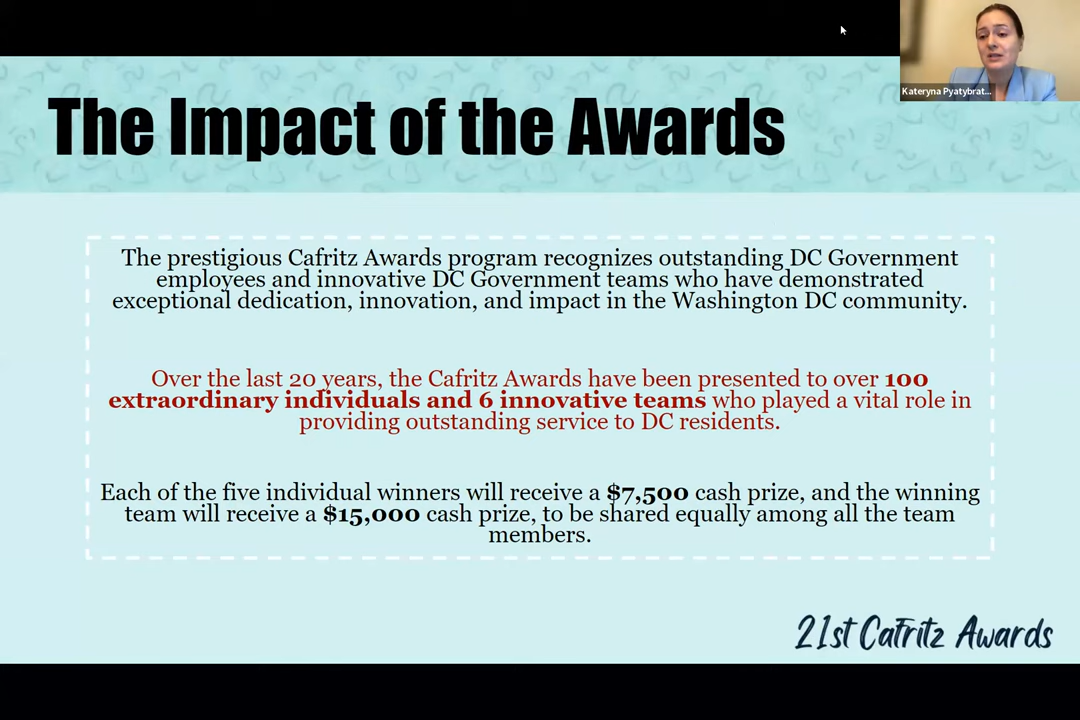 Kateryna Pyatybrat...
The Impact of the Awards
The prestigious Cafritz Awards program recognizes outstanding DC Government
employees and innovative DC Government teams who have demonstrated
exceptional dedication, innovation, and impact in the Washington DC community.
Over the last 20 years, the Cafritz Awards have been presented to over 100
extraordinary individuals and 6 innovative teams who played a vital role in
providing outstanding service to DC residents.
Each of the five individual winners will receive a $7,500 cash prize, and the winning
team will receive a $15,000 cash prize, to be shared equally among all the team
members.
21st Cafritz Awards